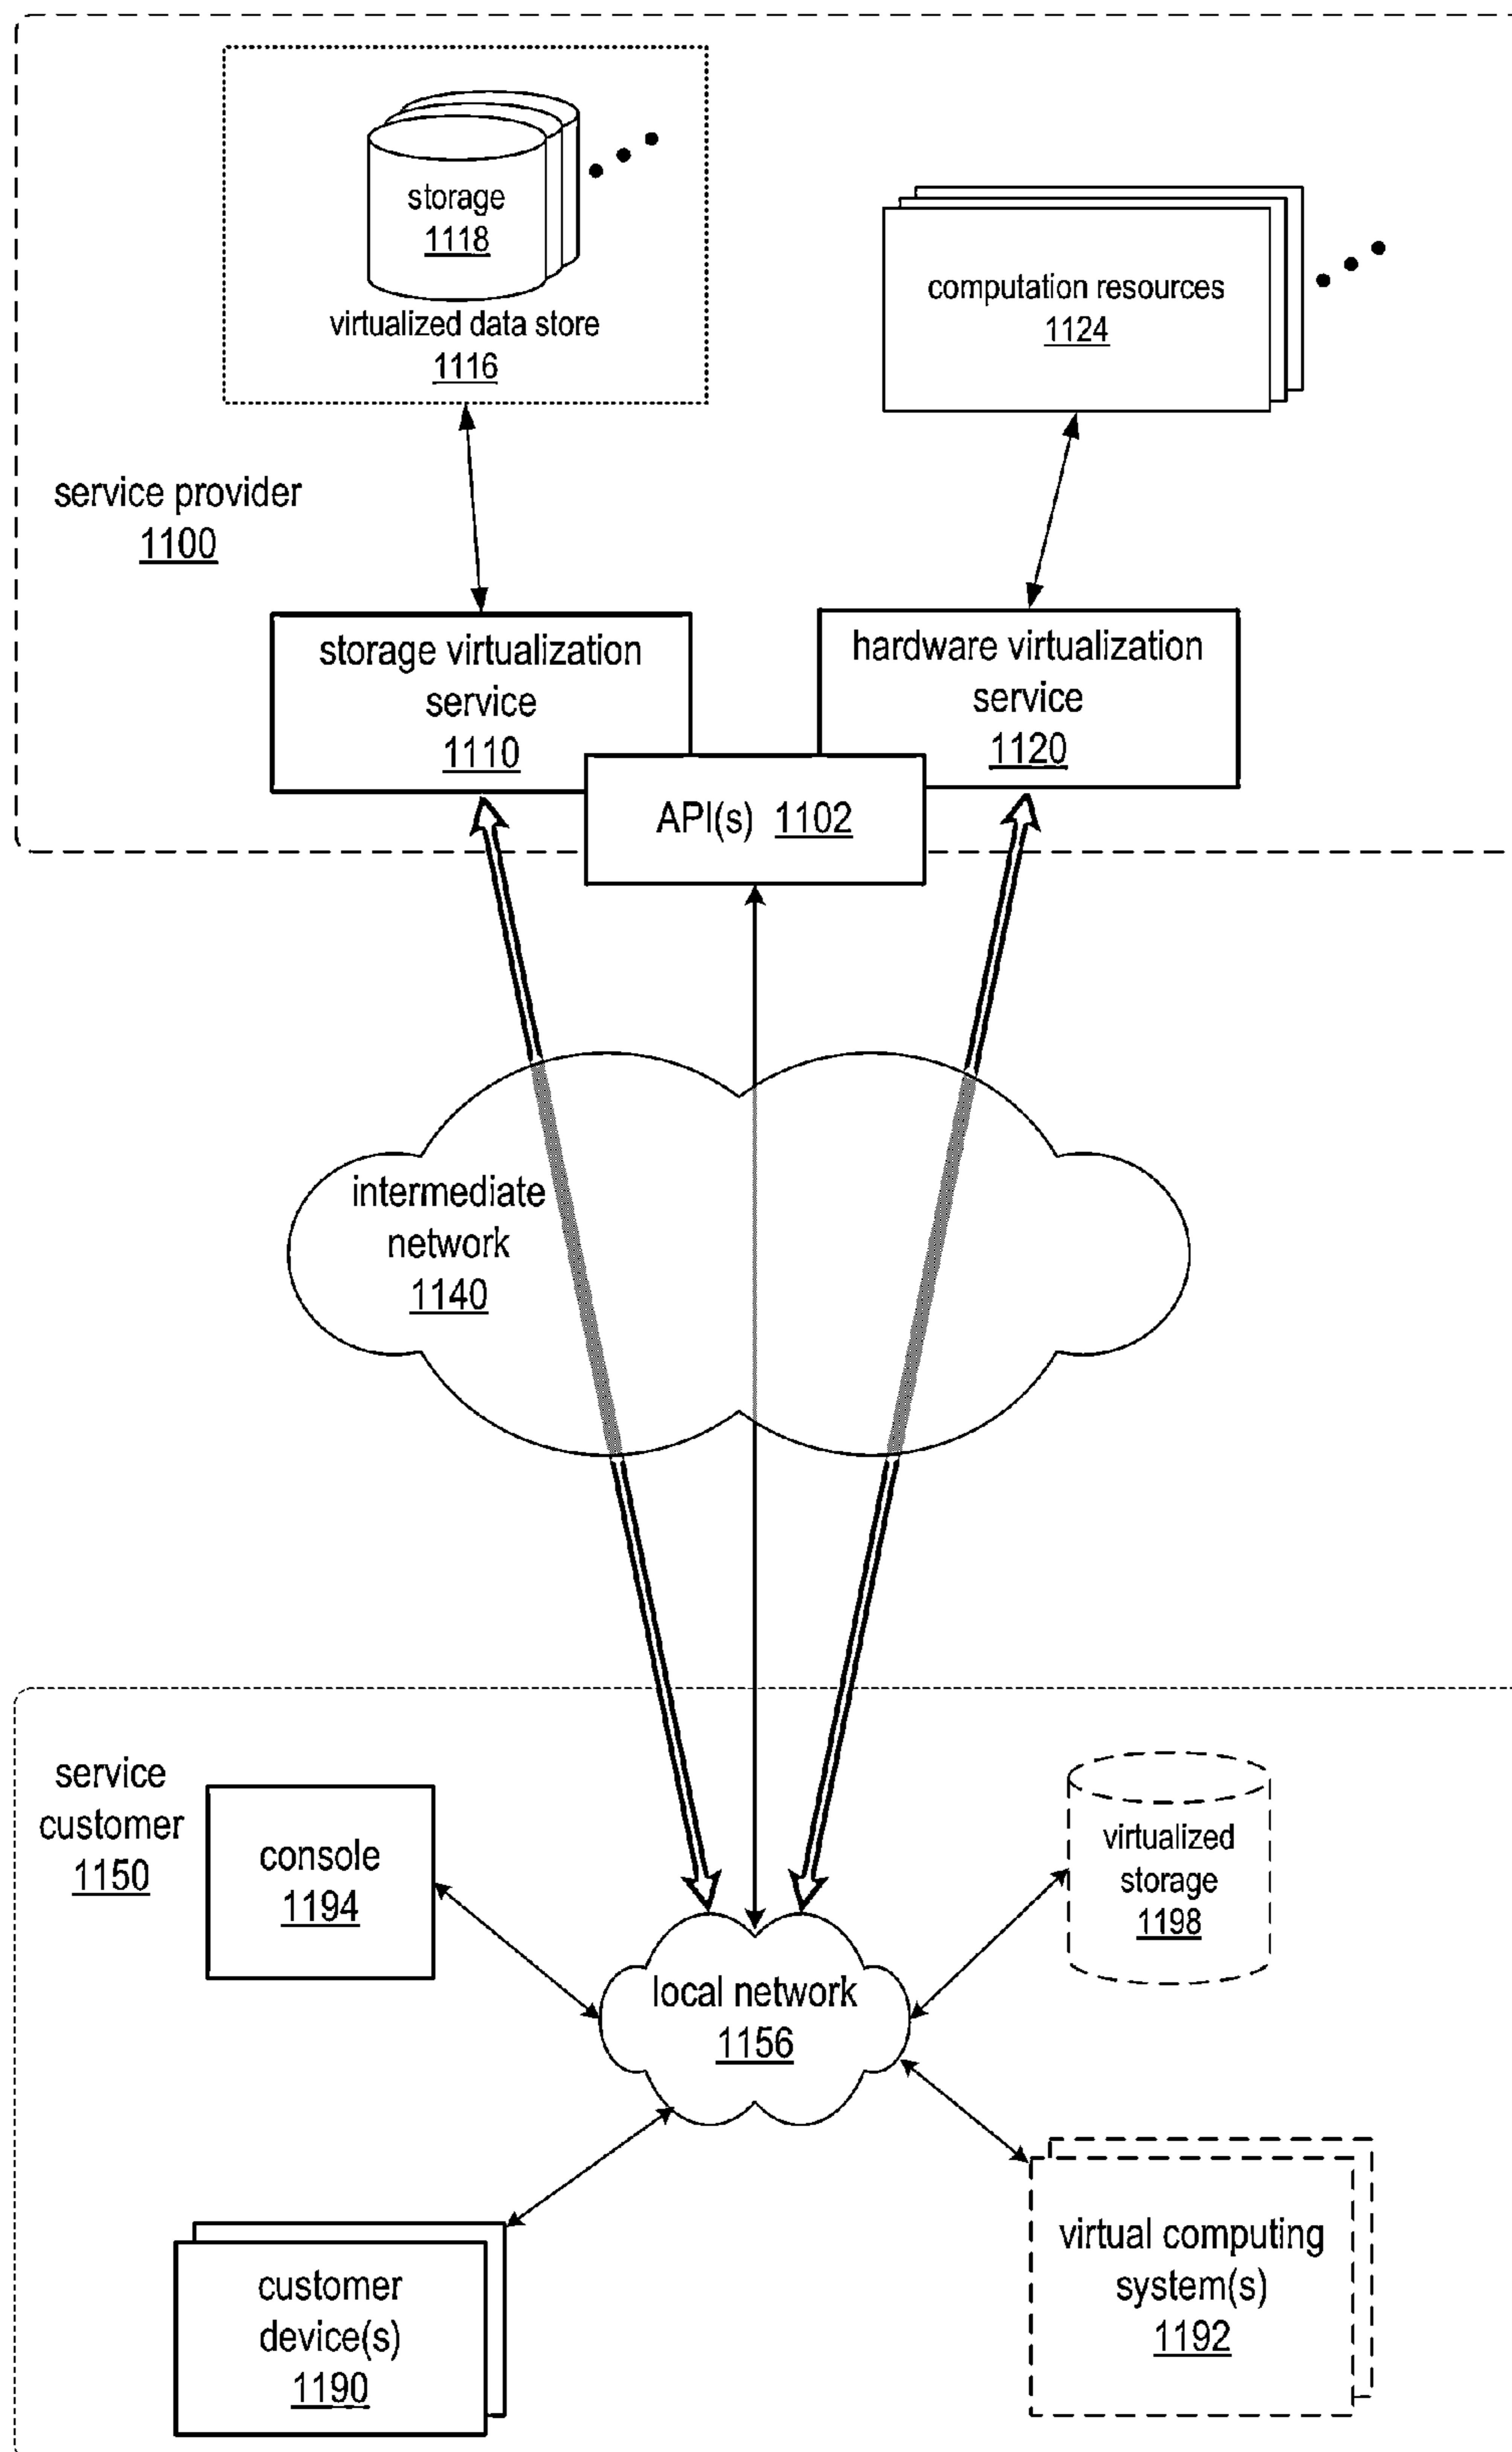 storage
1118
virtualized data store
1116
computation resources
1124
service provider
1100
storage virtualization
service
1110
hardware virtualization
service
1120
API(s) 1102
intermediate
network
1140
service
customer
1150
console
1194
virtualized
storage
1198
local network
1156
customer
device(s)
1190
virtual computing
system(s)
1192